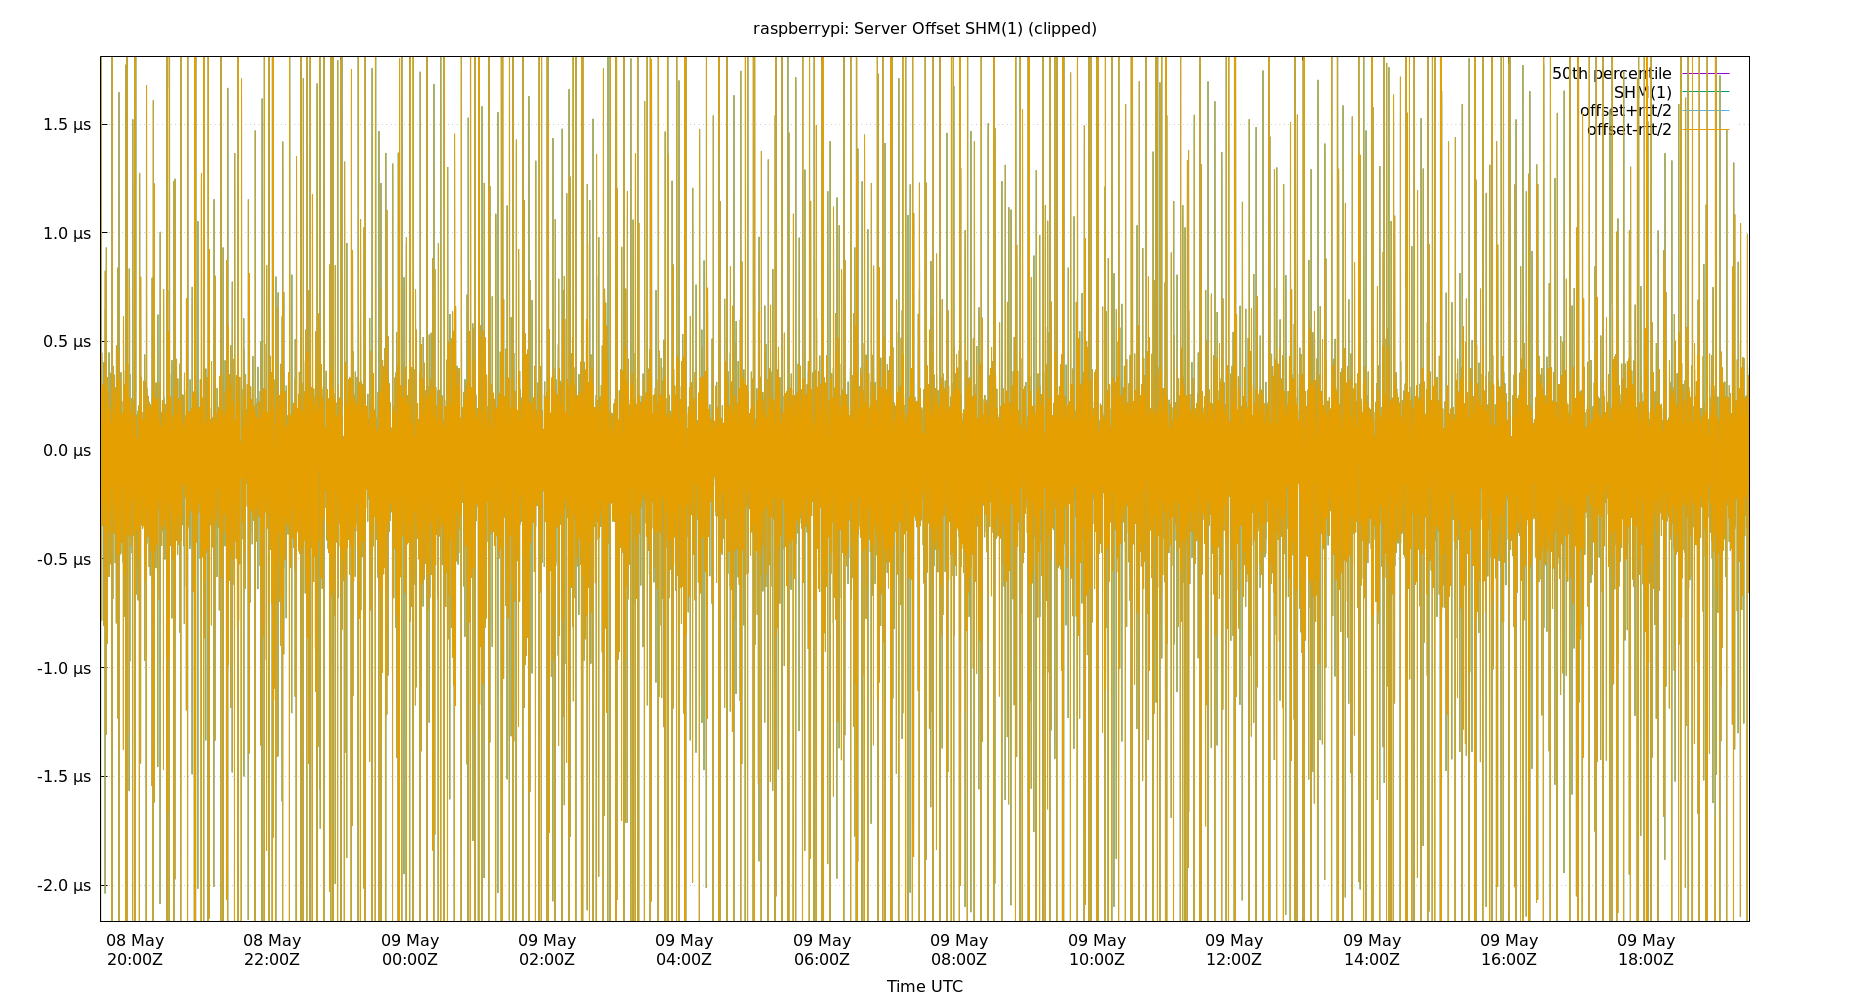 raspberrypi: Server Offset SHM(1) (clipped)
50th percentile
SHM(1)
offset+rtt/2
offset-rtt/2
1.5 μs
1.0 μs
0.5 μs
0.0 μs
-0.5 μs
-1.0 μs
-1.5 μs
-2.0 μs
08 May 08 May 09 May 09 May 09 May 09 May 09 May 09 May 09 May 09 May 09 May 09 May
20:00Z 22:00Z 00:00Z 02:00Z 04:00Z 06:00Z 08:00Z 10:00Z 12:00Z 14:00Z 16:00Z 18:00Z
Time UTC